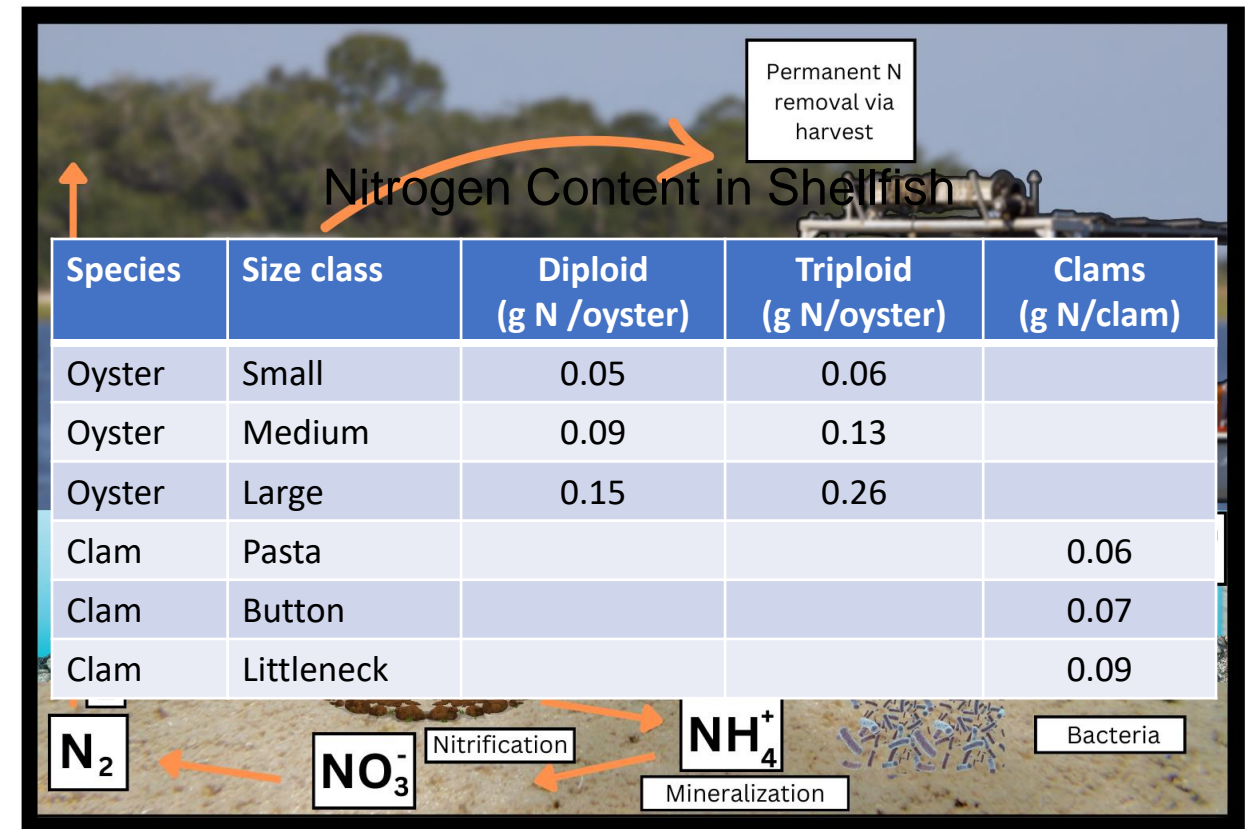 Permanent N
removal via
harvest
Nitrogen Content in Shellfish
Species Size class Diploid (g N /oyster) Triploid (g N/oyster) Clams (g N/clam)
Oyster Small 0.05 0.06
Oyster Medium 0.09 0.13
Oyster Large 0.15 0.26
Clam Pasta 0.06
Clam Button 0.07
Clam Littleneck 0.09
N₂
NO₃⁻
Nitrification
NH₄⁺
Mineralization
Bacteria